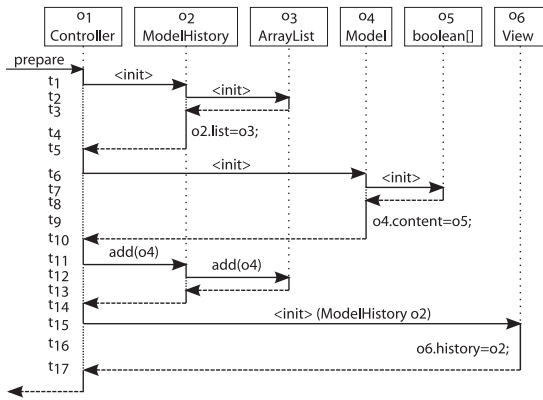 o1 o2 o3 o4 o5 o6
Controller ModelHistory ArrayList Model boolean[] View
prepare
t1 <init>
t2 <init>
t3
t4 o2.list=o3;
t5
t6 <init>
t7 <init>
t8
t9 o4.content=o5;
t10
t11 add(o4)
t12 add(o4)
t13
t14
t15 <init> (ModelHistory o2)
t16 o6.history=o2;
t17